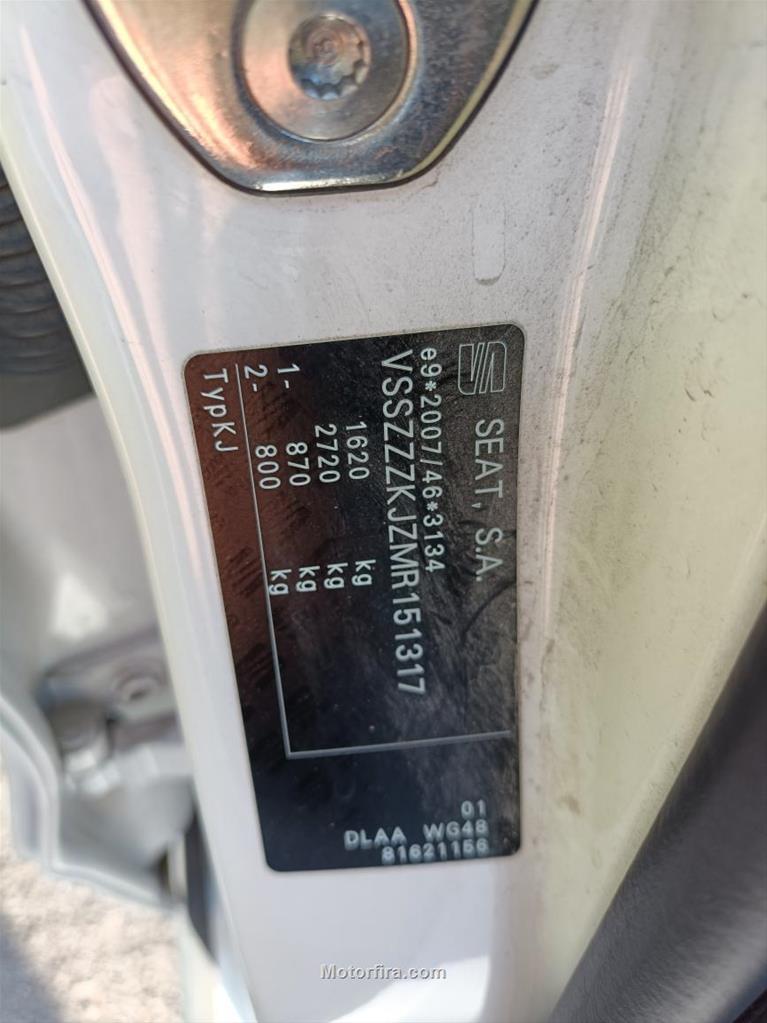 SEAT, S.A.
e9*2007/46*3134
VSSZZZKJZMR151317
1620 kg
2720 kg
1- 870 kg
2- 800 kg
TypKJ
01
DLAA WG48
81621156
Motorfira.com